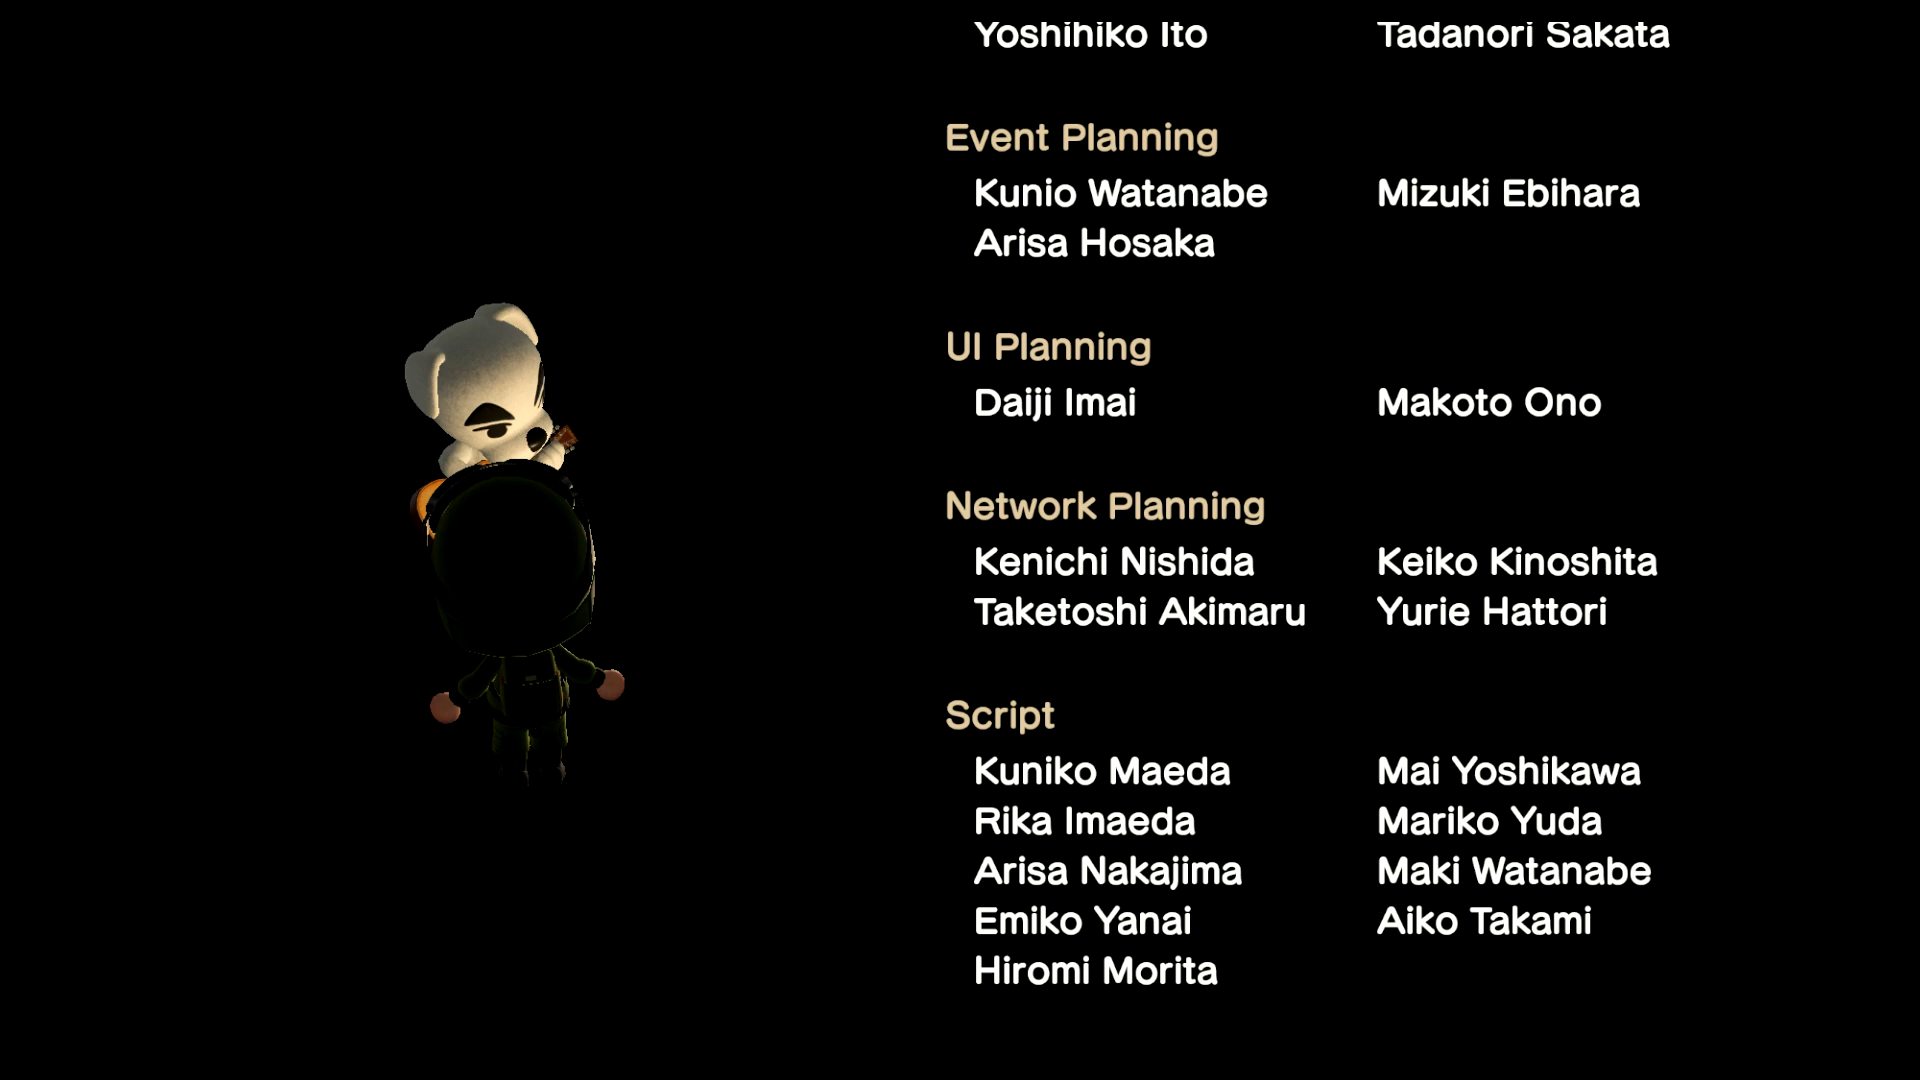 Yoshihiko Ito Tadanori Sakata
Event Planning
Kunio Watanabe Mizuki Ebihara
Arisa Hosaka
UI Planning
Daiji Imai Makoto Ono
Network Planning
Kenichi Nishida Keiko Kinoshita
Taketoshi Akimaru Yurie Hattori
Script
Kuniko Maeda Mai Yoshikawa
Rika Imaeda Mariko Yuda
Arisa Nakajima Maki Watanabe
Emiko Yanai Aiko Takami
Hiromi Morita